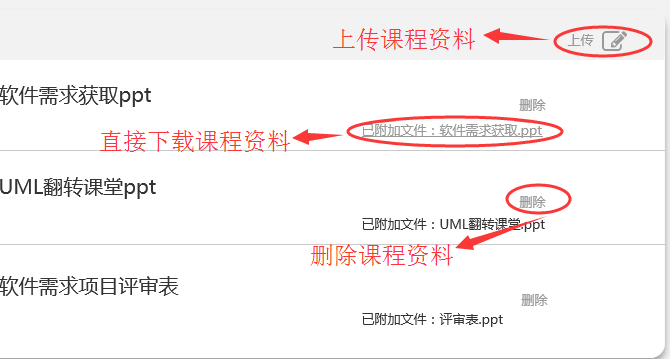 上传课程资料
上传
软件需求获取ppt
删除
已附加文件：软件需求获取.ppt
直接下载课程资料
UML翻转课堂ppt
删除
已附加文件：UML翻转课堂.ppt
删除课程资料
软件需求项目评审表
删除
已附加文件：评审表.ppt